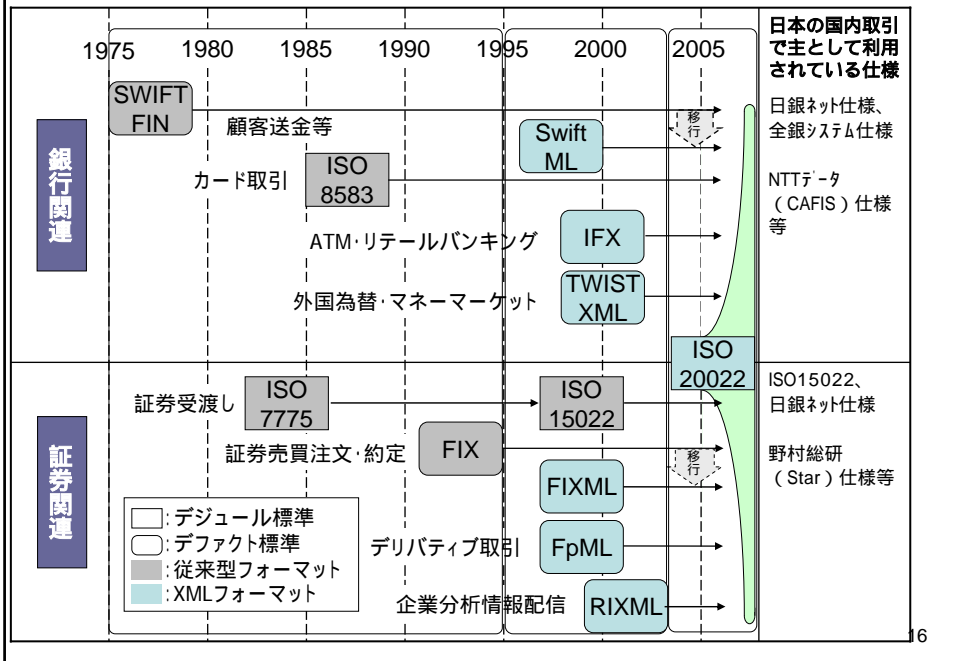 1975 1980 1985 1990 1995 2000 2005
日本の国内取引
で主として利用
されている仕様
銀行関連
SWIFT
FIN
顧客送金等
移
行
Swift
ML
カード取引
ISO
8583
ATM･リテールバンキング
IFX
外国為替･マネーマーケット
TWIST
XML
日銀ネット仕様、
全銀ｼｽﾃﾑ仕様
NTTﾃﾞｰﾀ
（CAFIS）仕様
等
ISO
20022
証券関連
証券受渡し
ISO
7775
ISO
15022
証券売買注文･約定
FIX
移
行
FIXML
デリバティブ取引
FpML
企業分析情報配信
RIXML
ISO15022、
日銀ﾈｯﾄ仕様
野村総研
（Star）仕様等
:デジュール標準
:デファクト標準
:従来型フォーマット
:XMLフォーマット
16